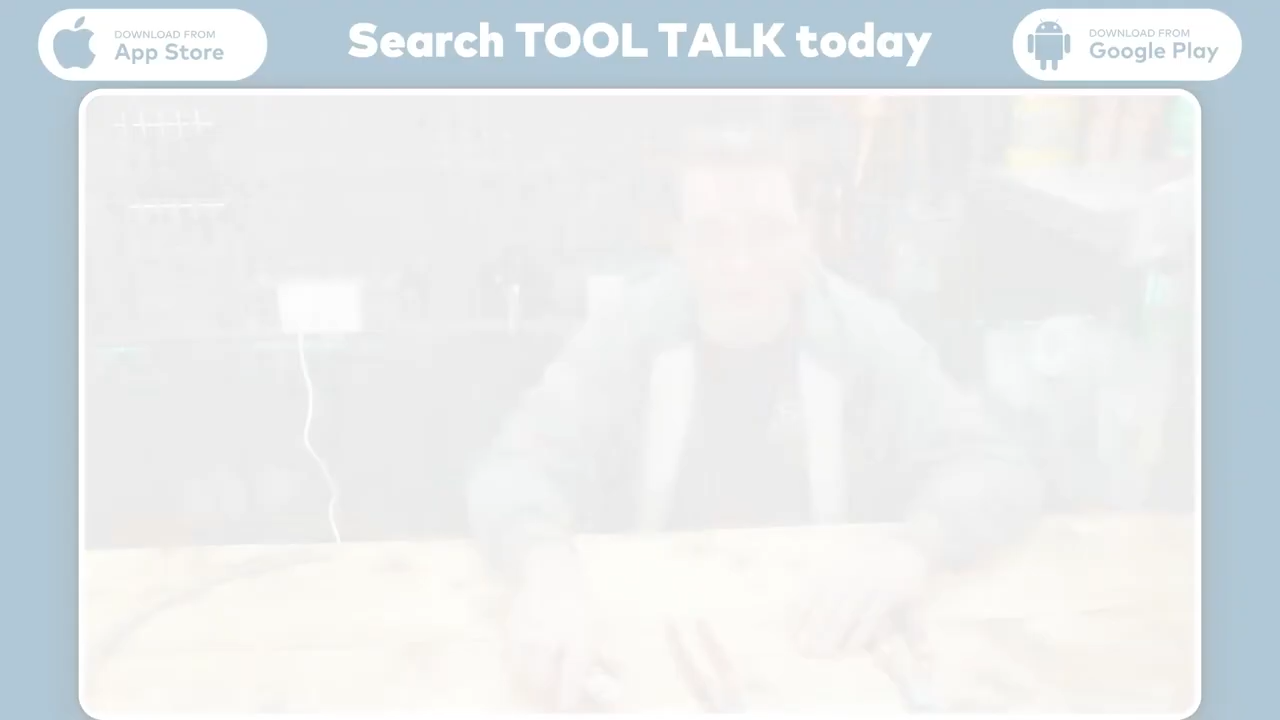 DOWNLOAD FROM
App Store
Search TOOL TALK today
DOWNLOAD FROM
Google Play